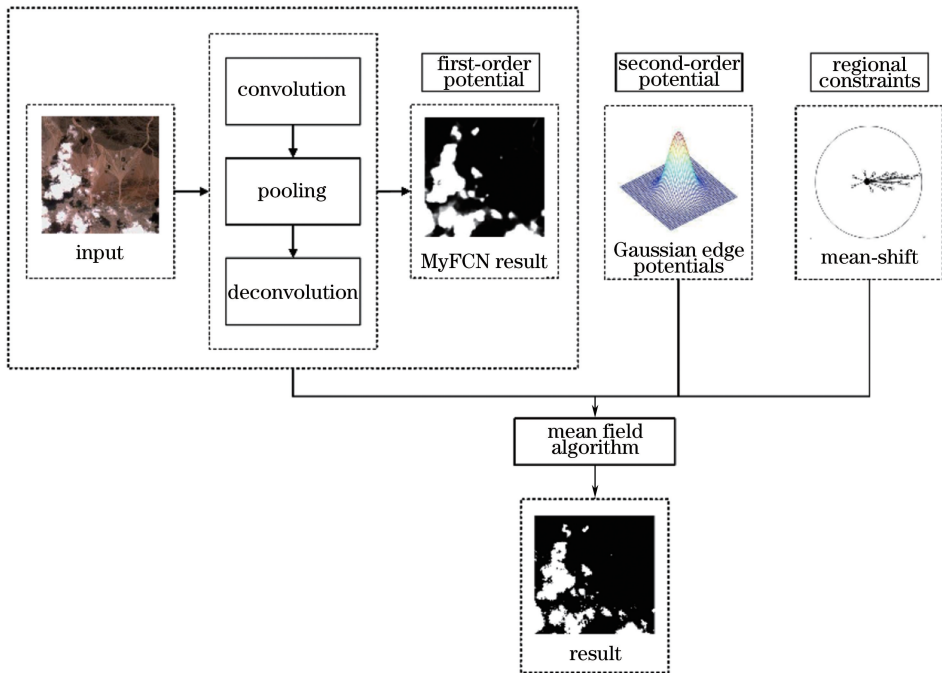 first-order
potential
second-order
potential
regional
constraints
convolution
pooling
deconvolution
input
MyFCN result
Gaussian edge
potentials
mean-shift
mean field
algorithm
result